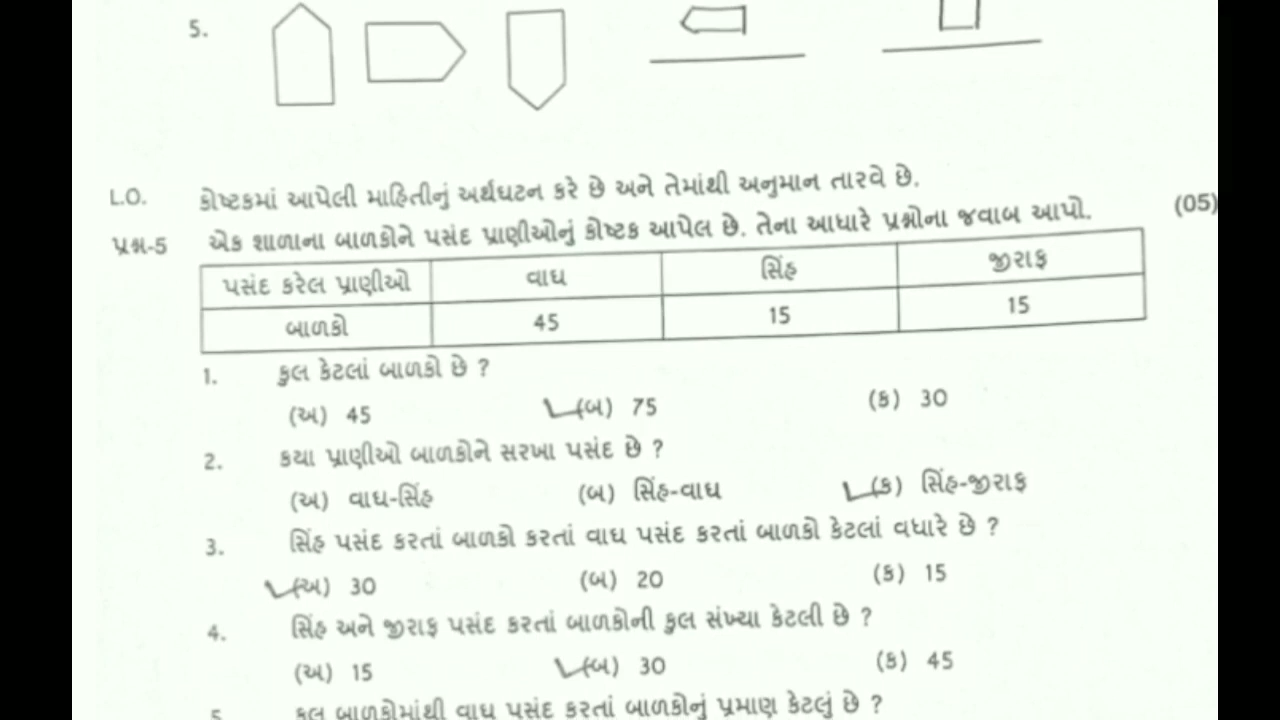 5.
L.O. કોષ્ટકમાં આપેલી માહિતીનું અર્થઘટન કરે છે અને તેમાંથી અનુમાન તારવે છે.
પ્રશ્ન-5 એક શાળાના બાળકોને પસંદ પ્રાણીઓનું કોષ્ટક આપેલ છે. તેના આધારે પ્રશ્નોના જવાબ આપો. (05)
પસંદ કરેલ પ્રાણીઓ વાઘ સિંહ જીરાફ
બાળકો 45 15 15
1. કુલ કેટલાં બાળકો છે ?
(અ) 45 (બ) 75 (ક) 30
2. કયા પ્રાણીઓ બાળકોને સરખા પસંદ છે ?
(અ) વાઘ-સિંહ (બ) સિંહ-વાઘ (ક) સિંહ-જીરાફ
3. સિંહ પસંદ કરતાં બાળકો કરતાં વાઘ પસંદ કરતાં બાળકો કેટલાં વધારે છે ?
(અ) 30 (બ) 20 (ક) 15
4. સિંહ અને જીરાફ પસંદ કરતાં બાળકોની કુલ સંખ્યા કેટલી છે ?
(અ) 15 (બ) 30 (ક) 45
5. કુલ બાળકોમાંથી વાઘ પસંદ કરતાં બાળકોનું પ્રમાણ કેટલું છે ?